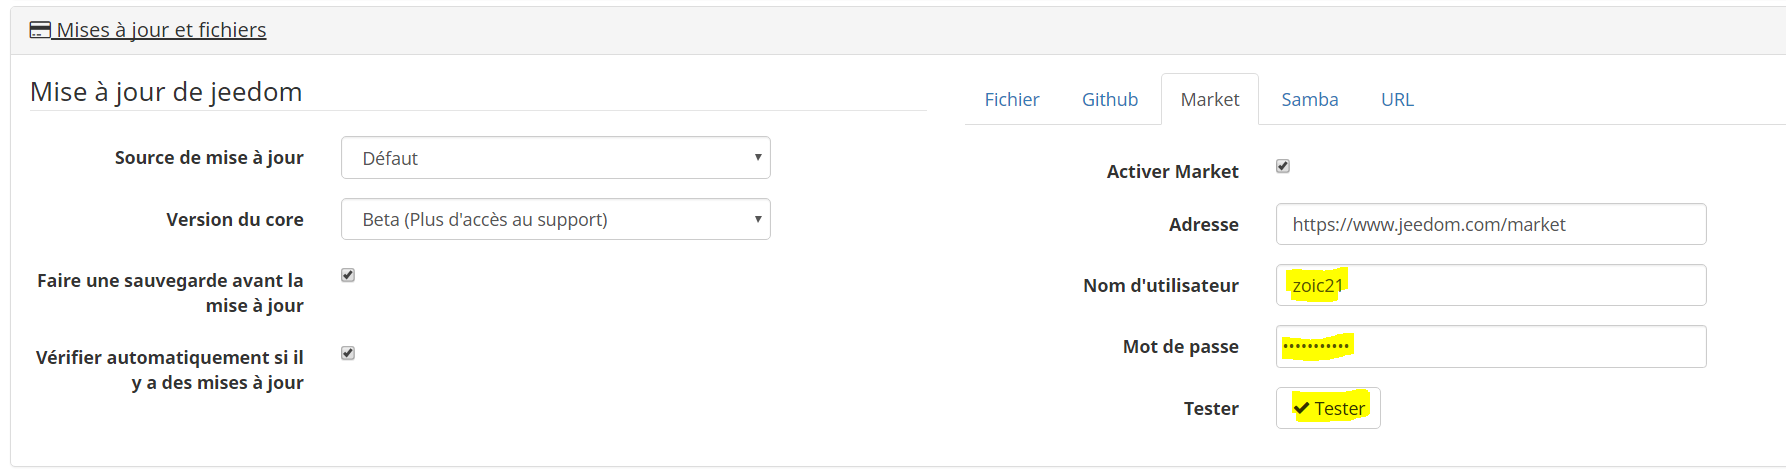 Mises à jour et fichiers
Mise à jour de jeedom
Source de mise à jour
Défaut
Version du core
Beta (Plus d'accès au support)
Faire une sauvegarde avant la
mise à jour
Vérifier automatiquement si il
y a des mises à jour
Fichier
Github
Market
Samba
URL
Activer Market
Adresse
https://www.jeedom.com/market
Nom d'utilisateur
zoic21
Mot de passe
•••••••••••
Tester
Tester